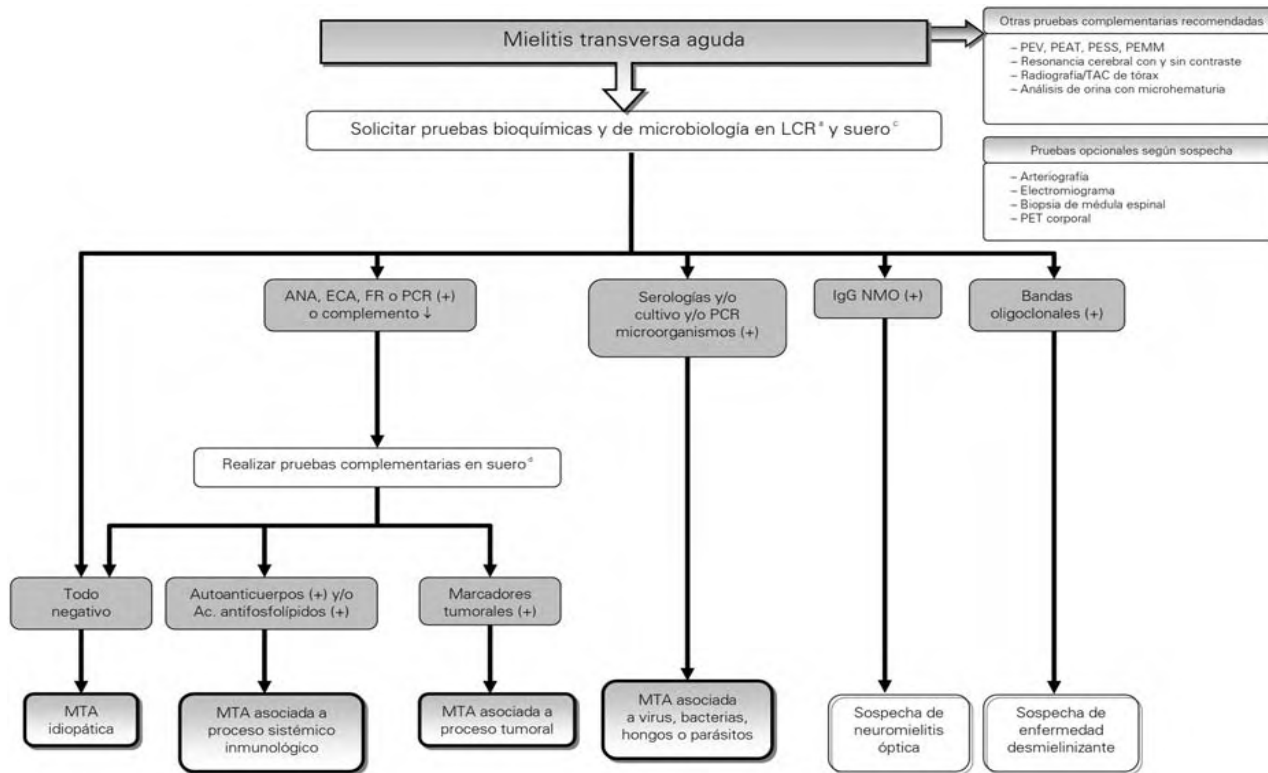 Mielitis transversa aguda
Otras pruebas complementarias recomendadas
– PEV, PEAT, PESS, PEMM
– Resonancia cerebral con y sin contraste
– Radiografía/TAC de tórax
– Análisis de orina con microhematuria
Solicitar pruebas bioquímicas y de microbiología en LCRª y suero^c
Pruebas opcionales según sospecha
– Arteriografía
– Electromiograma
– Biopsia de médula espinal
– PET corporal
ANA, ECA, FR o PCR (+)
o complemento ↓
Serologías y/o
cultivo y/o PCR
microorganismos (+)
IgG NMO (+)
Bandas
oligoclonales (+)
Realizar pruebas complementarias en suero^d
Todo
negativo
Autoanticuerpos (+) y/o
Ac. antifosfolípidos (+)
Marcadores
tumorales (+)
MTA
idiopática
MTA asociada a
proceso sistémico
inmunológico
MTA asociada a
proceso tumoral
MTA asociada
a virus, bacterias,
hongos o parásitos
Sospecha de
neuromielitis
óptica
Sospecha de
enfermedad
desmielinizante